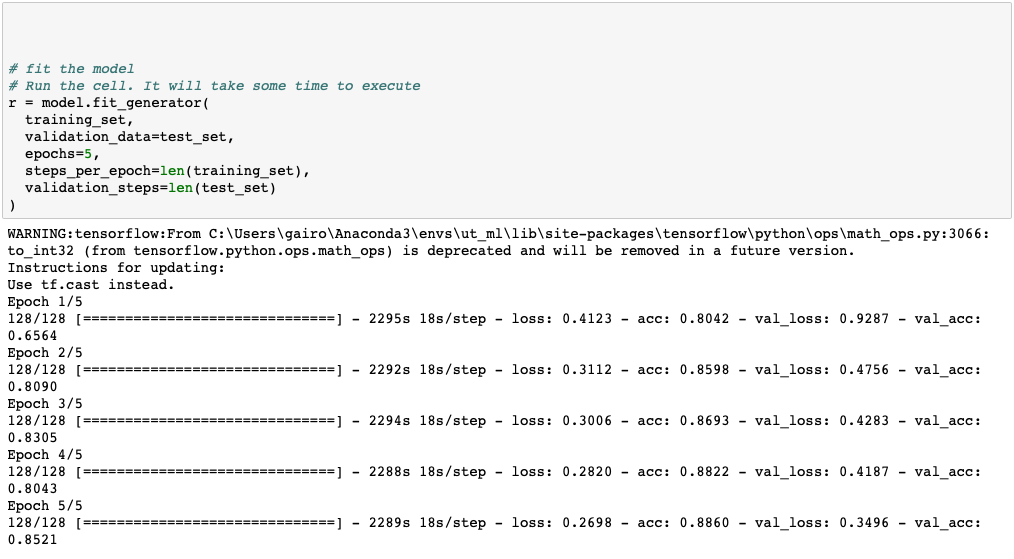 # fit the model
# Run the cell. It will take some time to execute
r = model.fit_generator(
  training_set,
  validation_data=test_set,
  epochs=5,
  steps_per_epoch=len(training_set),
  validation_steps=len(test_set)
)
WARNING:tensorflow:From C:\Users\gairo\Anaconda3\envs\ut_ml\lib\site-packages\tensorflow\python\ops\math_ops.py:3066:
to_int32 (from tensorflow.python.ops.math_ops) is deprecated and will be removed in a future version.
Instructions for updating:
Use tf.cast instead.
Epoch 1/5
128/128 [==============================] - 2295s 18s/step - loss: 0.4123 - acc: 0.8042 - val_loss: 0.9287 - val_acc:
0.6564
Epoch 2/5
128/128 [==============================] - 2292s 18s/step - loss: 0.3112 - acc: 0.8598 - val_loss: 0.4756 - val_acc:
0.8090
Epoch 3/5
128/128 [==============================] - 2294s 18s/step - loss: 0.3006 - acc: 0.8693 - val_loss: 0.4283 - val_acc:
0.8305
Epoch 4/5
128/128 [==============================] - 2288s 18s/step - loss: 0.2820 - acc: 0.8822 - val_loss: 0.4187 - val_acc:
0.8043
Epoch 5/5
128/128 [==============================] - 2289s 18s/step - loss: 0.2698 - acc: 0.8860 - val_loss: 0.3496 - val_acc:
0.8521